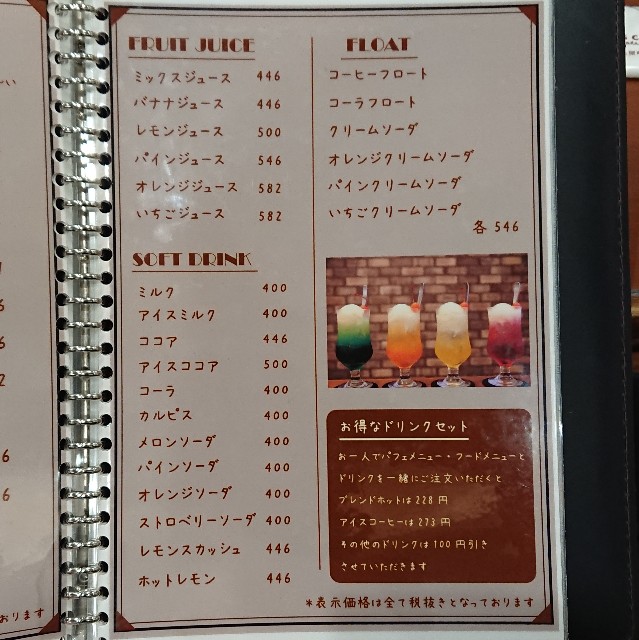 FRUIT JUICE
ミックスジュース 446
バナナジュース 446
レモンジュース 500
パインジュース 546
オレンジジュース 582
いちごジュース 582
SOFT DRINK
ミルク 400
アイスミルク 400
ココア 446
アイスココア 500
コーラ 400
カルピス 400
メロンソーダ 400
パインソーダ 400
オレンジソーダ 400
ストロベリーソーダ 400
レモンスカッシュ 446
ホットレモン 446
FLOAT
コーヒーフロート
コーラフロート
クリームソーダ
オレンジクリームソーダ
パインクリームソーダ
いちごクリームソーダ
各 546
お得なドリンクセット
お一人でパフェメニュー・フードメニューと
ドリンクを一緒にご注文いただくと
ブレンドホットは228 円
アイスコーヒーは273 円
その他のドリンクは100 円引き
させていただきます
*表示価格は全て税抜きとなっております
おります